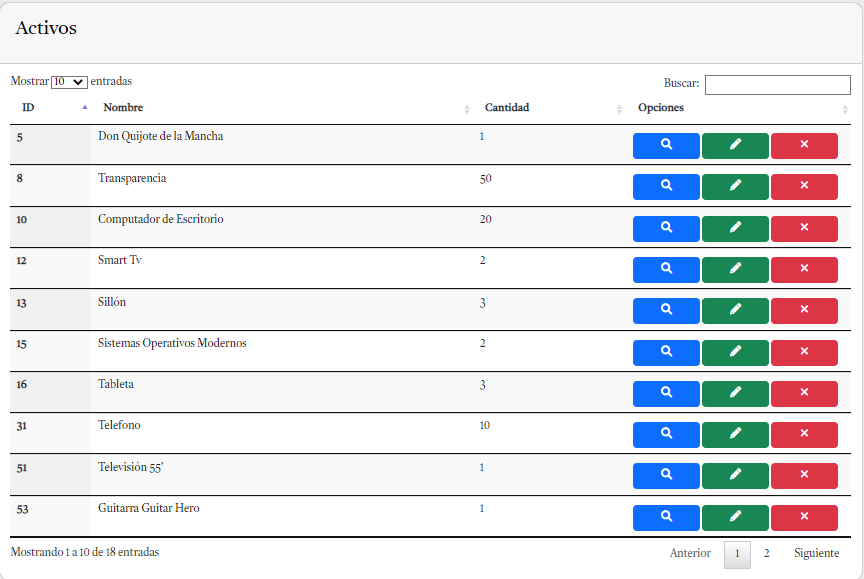 Activos
Mostrar 10 entradas
Buscar:
ID Nombre Cantidad Opciones
5 Don Quijote de la Mancha 1
8 Transparencia 50
10 Computador de Escritorio 20
12 Smart Tv 2
13 Sillón 3
15 Sistemas Operativos Modernos 2
16 Tableta 3
31 Telefono 10
51 Televisión 55' 1
53 Guitarra Guitar Hero 1
Mostrando 1 a 10 de 18 entradas
Anterior 1 2 Siguiente